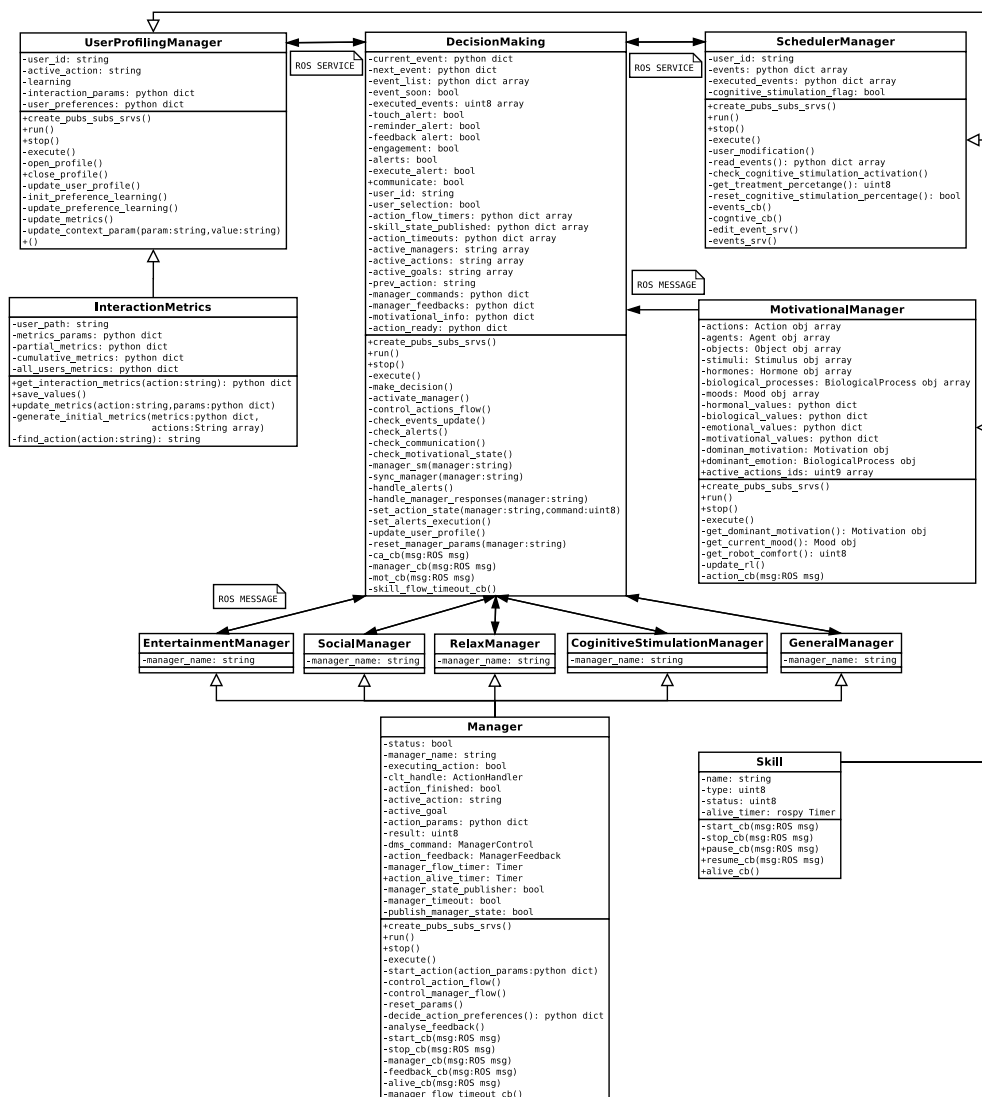 UserProfilingManager
-user_id: string
-active_action: string
-learning
-interaction_params: python dict
-user_preferences: python dict
+create_pubs_subs_srvs()
+run()
+stop()
-execute()
-open_profile()
+close_profile()
-update_user_profile()
-init_preference_learning()
-update_preference_learning()
-update_metrics()
-update_context_param(param:string,value:string)
+()
ROS SERVICE
DecisionMaking
-current_event: python dict
-next_event: python dict
-event_list: python dict array
-event_soon: bool
-executed_events: uint8 array
-touch_alert: bool
-reminder_alert: bool
-feedback alert: bool
-engagement: bool
-alerts: bool
-execute_alert: bool
+communicate: bool
-user_id: string
-user_selection: bool
-action_flow_timers: python dict array
-skill_state_published: python dict array
-action_timeouts: python dict array
-active_managers: string array
-active_actions: string array
-active_goals: string array
-prev_action: string
-manager_commands: python dict
-manager_feedbacks: python dict
-motivational_info: python dict
-action_ready: python dict
+create_pubs_subs_srvs()
+run()
+stop()
-execute()
-make_decision()
-activate_manager()
-control_actions_flow()
-check_events_update()
-check_alerts()
-check_communication()
-check_motivational_state()
-manager_sm(manager:string)
-sync_manager(manager:string)
-handle_alerts()
-handle_manager_responses(manager:string)
-set_action_state(manager:string,command:uint8)
-set_alerts_execution()
-update_user_profile()
-reset_manager_params(manager:string)
-ca_cb(msg:ROS msg)
-manager_cb(msg:ROS msg)
-mot_cb(msg:ROS msg)
-skill_flow_timeout_cb()
ROS SERVICE
SchedulerManager
-user_id: string
-events: python dict array
-executed_events: python dict array
-cognitive_stimulation_flag: bool
+create_pubs_subs_srvs()
+run()
+stop()
-execute()
-user_modification()
-read_events(): python dict array
-check_cognitive_stimulation_activation()
-get_treatment_percetange(): uint8
-reset_cognitive_stimulation_percentage(): bool
-events_cb()
-cogntive_cb()
-edit_event_srv()
-events_srv()
InteractionMetrics
-user_path: string
-metrics_params: python dict
-partial_metrics: python dict
-cumulative_metrics: python dict
-all_users_metrics: python dict
+get_interaction_metrics(action:string): python dict
+save_values()
+update_metrics(action:string,params:python dict)
-generate_initial_metrics(metrics:python dict,
actions:String array)
-find_action(action:string): string
ROS MESSAGE
MotivationalManager
-actions: Action obj array
-agents: Agent obj array
-objects: Object obj array
-stimuli: Stimulus obj array
-hormones: Hormone obj array
-biological_processes: BiologicalProcess obj array
-moods: Mood obj array
-hormonal_values: python dict
-biological_values: python dict
-emotional_values: python dict
-motivational_values: python dict
-dominan_motivation: Motivation obj
+dominant_emotion: BiologicalProcess obj
+active_actions_ids: uint9 array
+create_pubs_subs_srvs()
+run()
+stop()
-execute()
-get_dominant_motivation(): Motivation obj
-get_current_mood(): Mood obj
-get_robot_comfort(): uint8
-update_rl()
-action_cb(msg:ROS msg)
ROS MESSAGE
EntertainmentManager
-manager_name: string
SocialManager
-manager_name: string
RelaxManager
-manager_name: string
CoginitiveStimulationManager
-manager_name: string
GeneralManager
-manager_name: string
Manager
-status: bool
-manager_name: string
-executing_action: bool
-clt_handle: ActionHandler
-action_finished: bool
-active_action: string
-active_goal
-action_params: python dict
-result: uint8
-dms_command: ManagerControl
-action_feedback: ManagerFeedback
-manager_flow_timer: Timer
+action_alive_timer: Timer
-manager_state_publisher: bool
-manager_timeout: bool
-publish_manager_state: bool
+create_pubs_subs_srvs()
+run()
+stop()
-execute()
-start_action(action_params:python dict)
-control_action_flow()
-control_manager_flow()
-reset_params()
-decide_action_preferences(): python dict
-analyse_feedback()
-start_cb(msg:ROS msg)
-stop_cb(msg:ROS msg)
-manager_cb(msg:ROS msg)
-feedback_cb(msg:ROS msg)
-alive_cb(msg:ROS msg)
-manager_flow_timeout_cb()
Skill
-name: string
-type: uint8
-status: uint8
-alive_timer: rospy Timer
-start_cb(msg:ROS msg)
-stop_cb(msg:ROS msg)
+pause_cb(msg:ROS msg)
+resume_cb(msg:ROS msg)
+alive_cb()